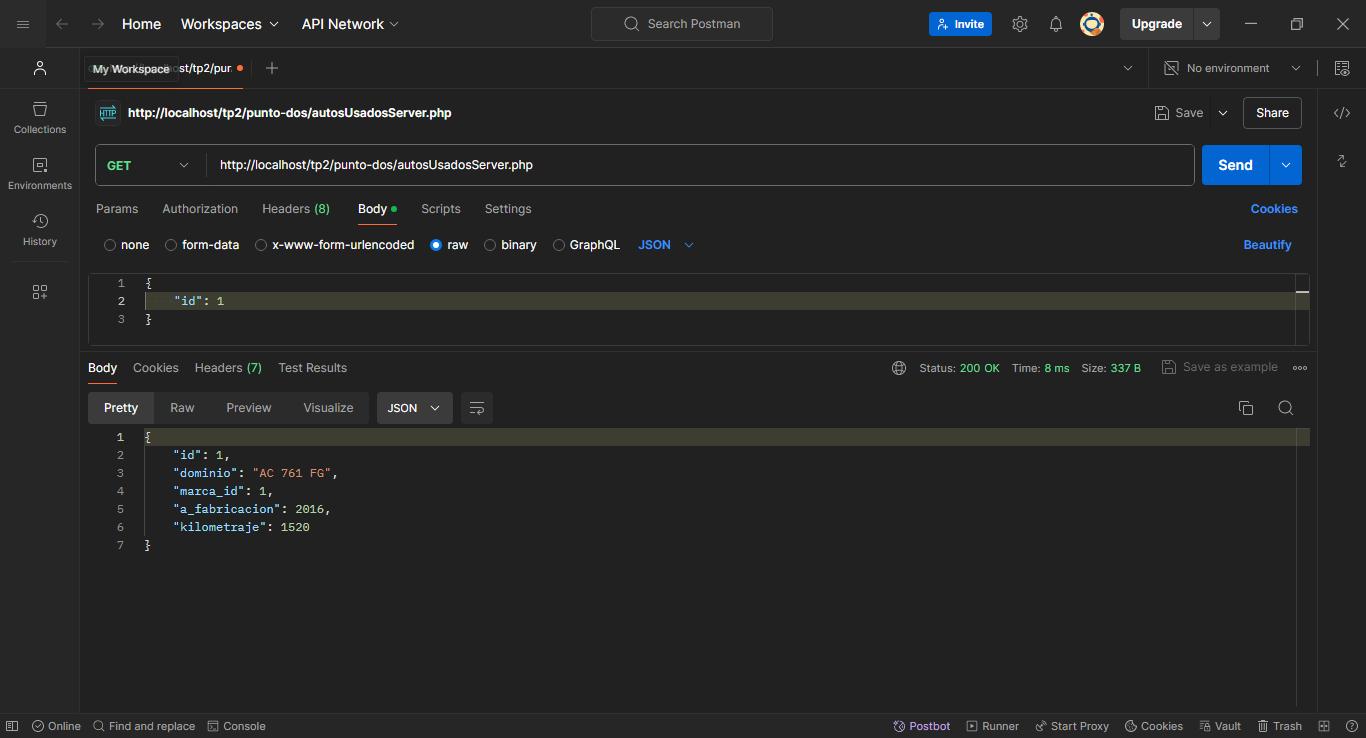 Home Workspaces API Network Search Postman Invite Upgrade
My Workspace st/tp2/pur. No environment
HTTP http://localhost/tp2/punto-dos/autosUsadosServer.php Save Share
Collections
GET http://localhost/tp2/punto-dos/autosUsadosServer.php Send
Environments
Params Authorization Headers (8) Body Scripts Settings Cookies
History
none form-data x-www-form-urlencoded raw binary GraphQL JSON Beautify
1 {
2 "id": 1
3 }
Body Cookies Headers (7) Test Results Status: 200 OK Time: 8 ms Size: 337 B Save as example
Pretty Raw Preview Visualize JSON
1 {
2 "id": 1,
3 "dominio": "AC 761 FG",
4 "marca_id": 1,
5 "a_fabricacion": 2016,
6 "kilometraje": 1520
7 }
Online Find and replace Console Postbot Runner Start Proxy Cookies Vault Trash